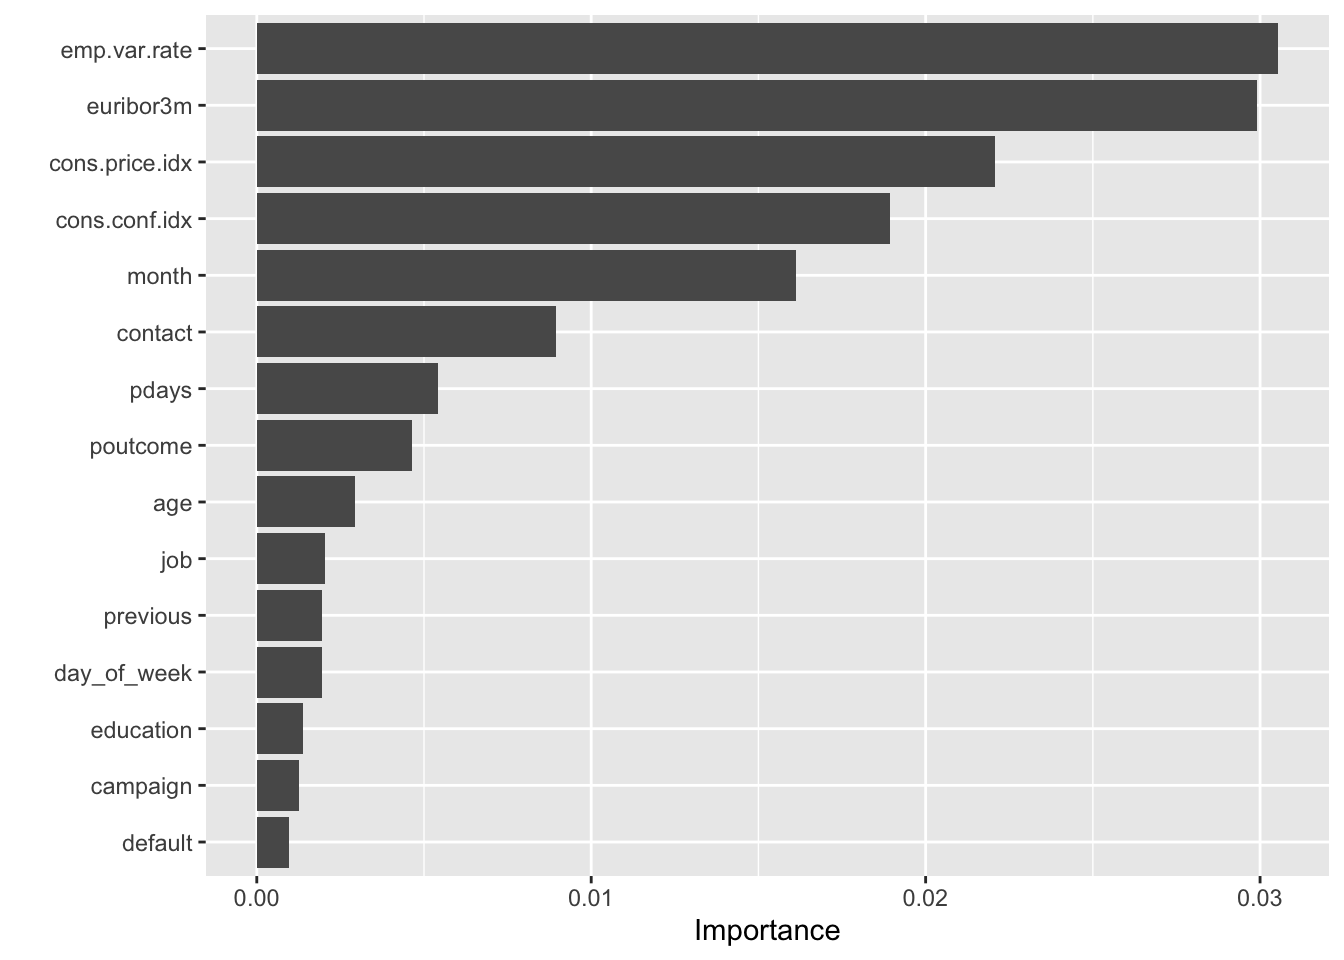 emp.var.rate
euribor3m
cons.price.idx
cons.conf.idx
month
contact
pdays
poutcome
age
job
previous
day_of_week
education
campaign
default
0.00 0.01 0.02 0.03
Importance